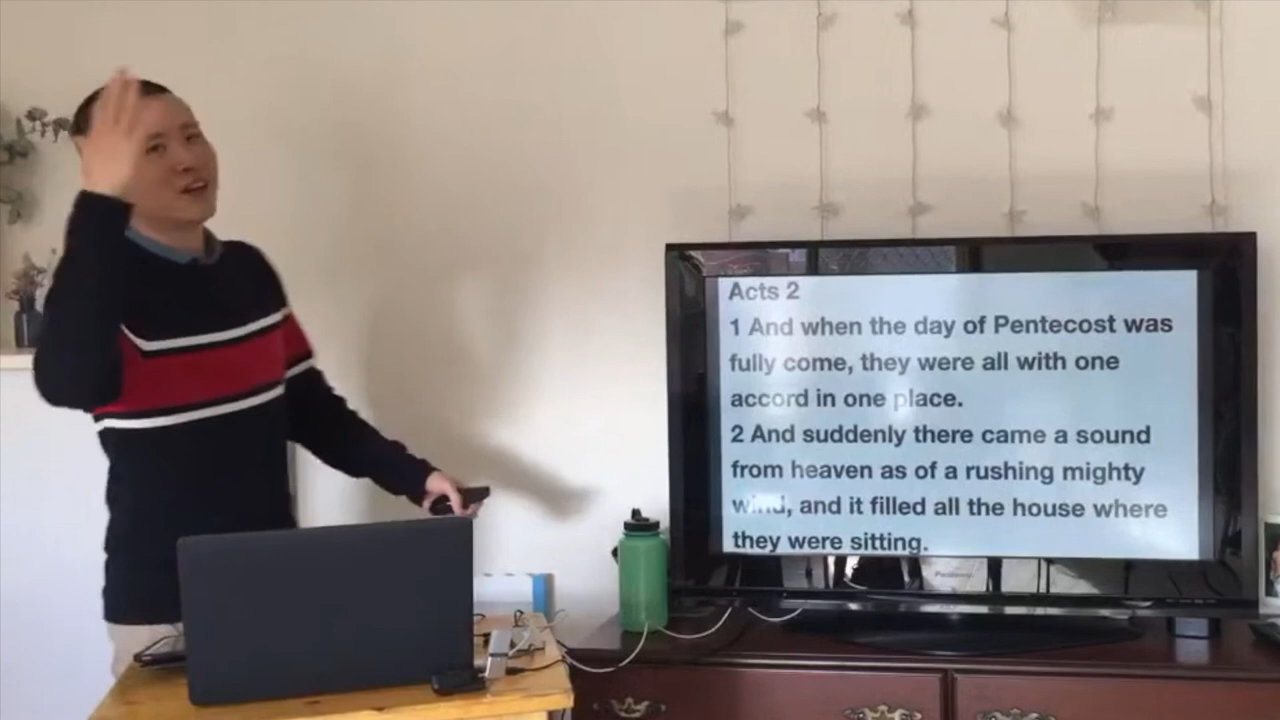 Acts 2
1 And when the day of Pentecost was
fully come, they were all with one
accord in one place.
2 And suddenly there came a sound
from heaven as of a rushing mighty
wind, and it filled all the house where
they were sitting.
Panasonic